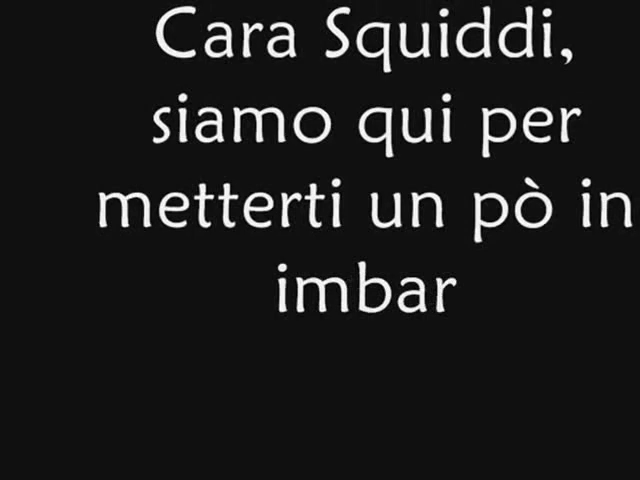 Cara Squiddi,
siamo qui per
metterti un pò in
imbar